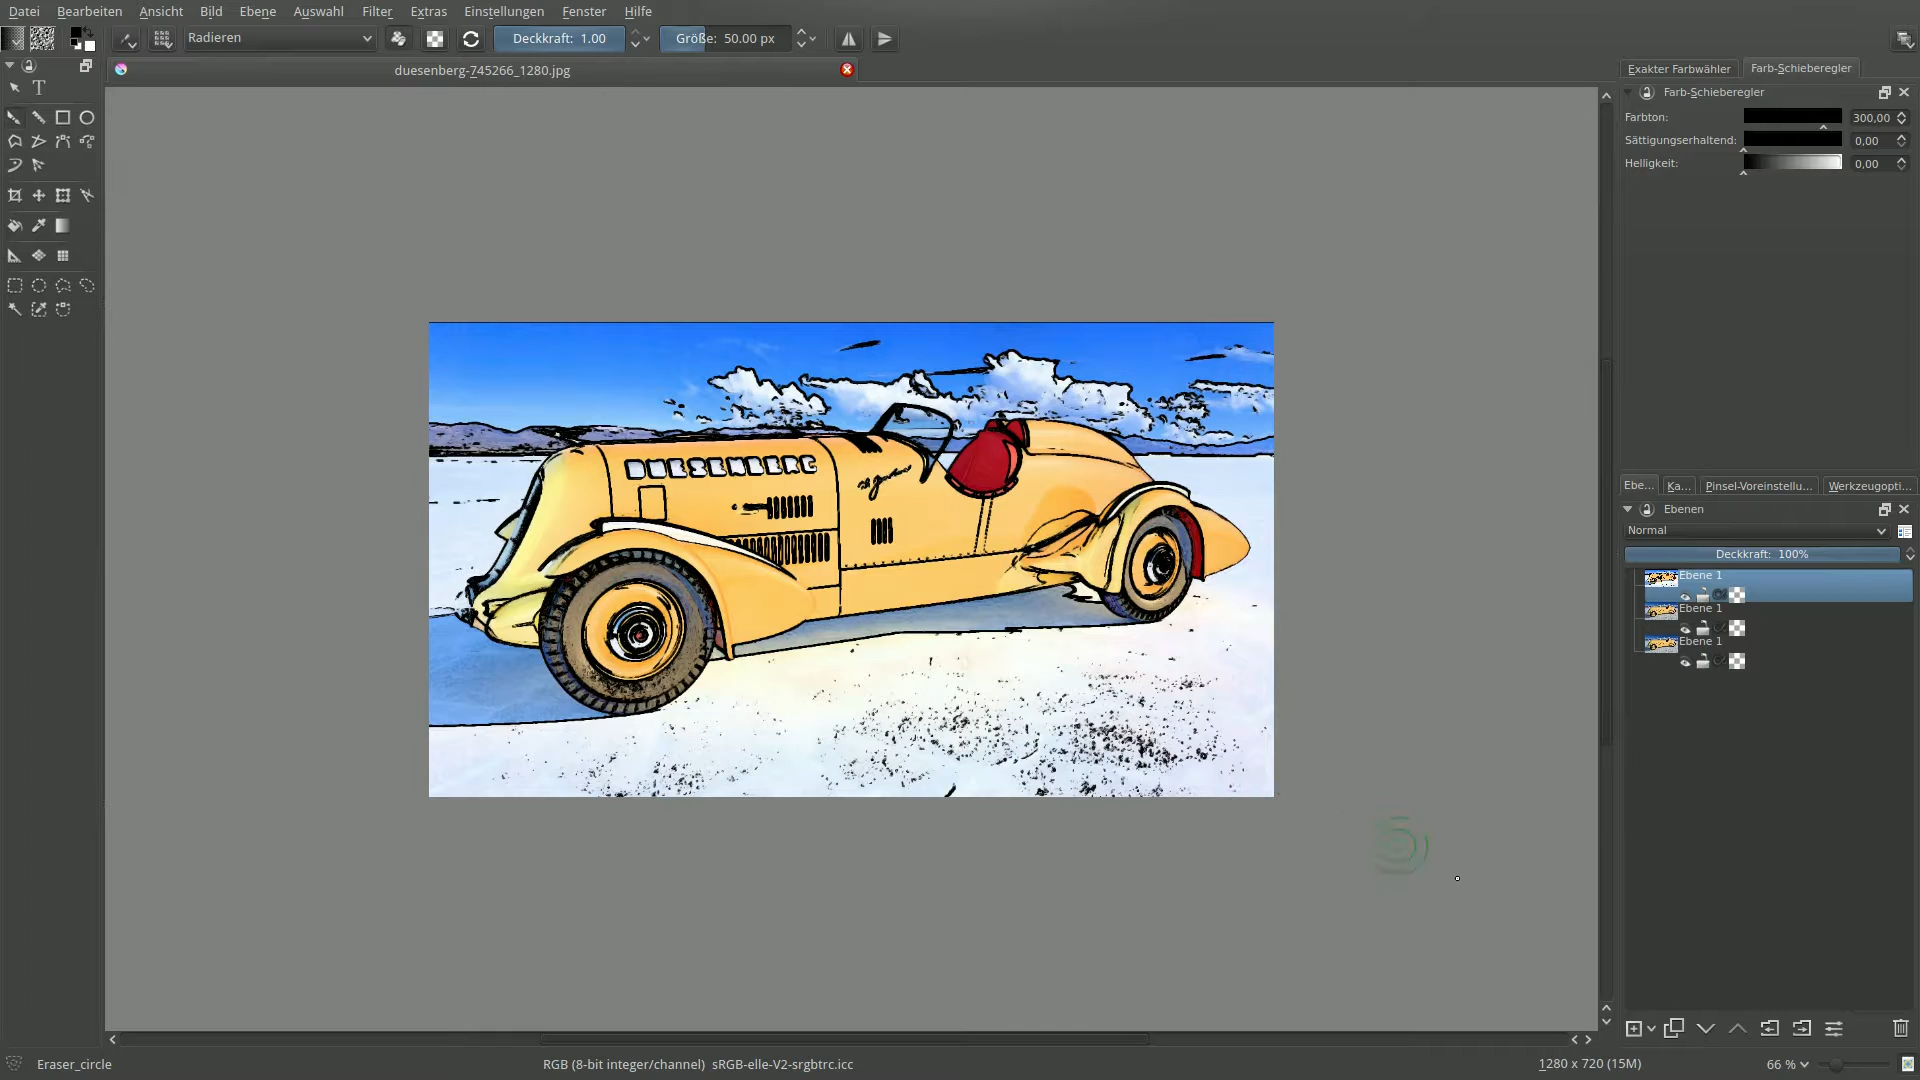 Datei Bearbeiten Ansicht Bild Ebene Auswahl Filter Extras Einstellungen Fenster Hilfe
Radieren Deckkraft: 1.00 Größe: 50.00 px
duesenberg-745266_1280.jpg
Exakter Farbwähler Farb-Schieberegler
Farb-Schieberegler
Farbton: 300,00
Sättigungserhaltend: 0,00
Helligkeit: 0,00
DUESENBERG
Ebe... Ka... Pinsel-Voreinstellu... Werkzeugopti...
Ebenen
Normal
Deckkraft: 100%
Ebene 1
Ebene 1
Ebene 1
Eraser_circle RGB (8-bit integer/channel) sRGB-elle-V2-srgbtrc.icc 1280 x 720 (15M) 66 %